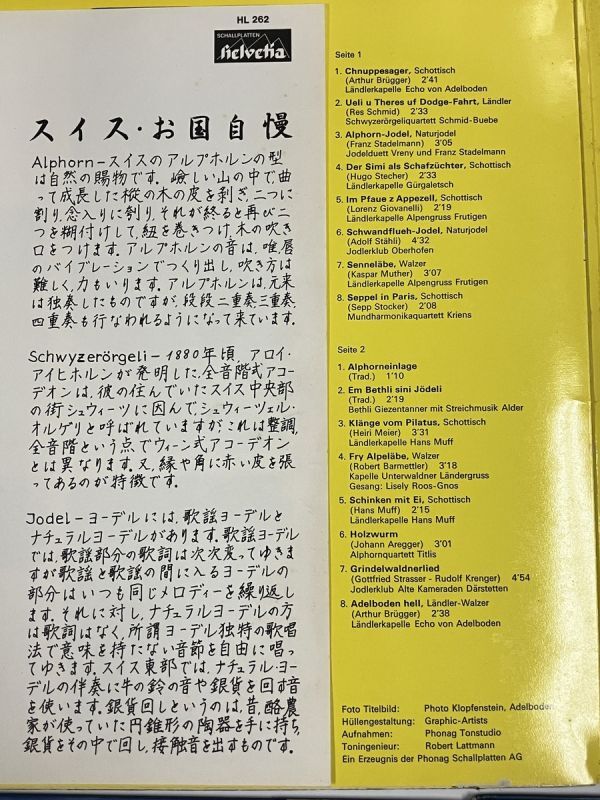 HL 262
SCHALLPLATTEN
helvetia
スイス・お国自慢
Alphorn－スイスのアルプホルンの型
は自然の賜物です。嶮しい山の中で,曲
って成長した樅の木の皮を剥ぎ,二つに
割り,念入りに削り,それが終ると再び二
つを糊付けして,紐を巻きつけ,木の吹き
口をつけます。アルプホルンの音は,唯,唇
のバイブレーションでつくり出し,吹き方は
難しく,力もいります。アルプホルンは,元来
は独奏したものですが,段段二重奏,三重奏,
四重奏も行なわれるようになって来ています。
Schwyzerörgeli－1880年頃,アロイ・
アイヒホルンが発明した,全音階式アコ
ーデオンは,彼の住んでいたスイス中央部
の街シュウィーツに因んで,シュウィーツェル・
オルゲリと呼ばれていますが,これは整調,
全音階という点でウィーン式アコーデオン
とは異なります。又,縁や角に赤い皮を張
ってあるのが特徴です。
Jodel－ヨーデルには,歌謡ヨーデルと
ナチュラルヨーデルがあります。歌謡ヨーデル
では,歌謡部分の歌詞は次次変ってゆきま
すが歌謡と歌謡の間に入るヨーデルの
部分はいつも同じメロディーを繰り返し
ます。それに対し,ナチュラルヨーデルの方
は歌詞はなく,所謂ヨーデル独特の歌唱
法で意味を持たない音節を自由に唱っ
てゆきます。スイス東部では,ナチュラル・ヨー
デルの伴奏に牛の鈴の音や銀貨を回す音
を使います。銀貨回しというのは,昔,酪農
家が使っていた円錐形の陶器を手に持ち,
銀貨をその中で回し,接触音を出すものです。
Seite 1
1. Chnuppesager, Schottisch
(Arthur Brügger) 2'41
Ländlerkapelle Echo von Adelboden
2. Ueli u Theres uf Dodge-Fahrt, Ländler
(Res Schmid) 2'33
Schwyzerörgeliquartett Schmid-Buebe
3. Alphorn-Jodel, Naturjodel
(Franz Stadelmann) 3'05
Jodelduett Vreny und Franz Stadelmann
4. Der Simi als Schafzüchter, Schottisch
(Hugo Stecher) 2'33
Ländlerkapelle Gürgaletsch
5. Im Pfaue z Appezell, Schottisch
(Lorenz Giovanelli) 2'19
Ländlerkapelle Alpengruss Frutigen
6. Schwandflueh-Jodel, Naturjodel
(Adolf Stähli) 4'32
Jodlerklub Oberhofen
7. Senneläbe, Walzer
(Kaspar Muther) 3'07
Ländlerkapelle Alpengruss Frutigen
8. Seppel in Paris, Schottisch
(Sepp Stocker) 2'08
Mundharmonikaquartett Kriens
Seite 2
1. Alphorneinlage
(Trad.) 1'10
2. Em Bethli sini Jödeli
(Trad.) 2'19
Bethli Giezentanner mit Streichmusik Alder
3. Klänge vom Pilatus, Schottisch
(Heiri Meier) 3'31
Ländlerkapelle Hans Muff
4. Fry Alpeläbe, Walzer
(Robert Barmettler) 3'18
Kapelle Unterwaldner Ländergruss
Gesang: Lisely Roos-Gnos
5. Schinken mit Ei, Schottisch
(Hans Muff) 2'15
Ländlerkapelle Hans Muff
6. Holzwurm
(Johann Aregger) 3'01
Alphornquartett Titlis
7. Grindelwaldnerlied
(Gottfried Strasser - Rudolf Krenger) 4'54
Jodlerklub Alte Kameraden Därstetten
8. Adelboden hell, Ländler-Walzer
(Arthur Brügger) 2'38
Ländlerkapelle Echo von Adelboden
Foto Titelbild: Photo Klopfenstein, Adelboden
Hüllengestaltung: Graphic-Artists
Aufnahmen: Phonag Tonstudio
Toningenieur: Robert Lattmann
Ein Erzeugnis der Phonag Schallplatten AG